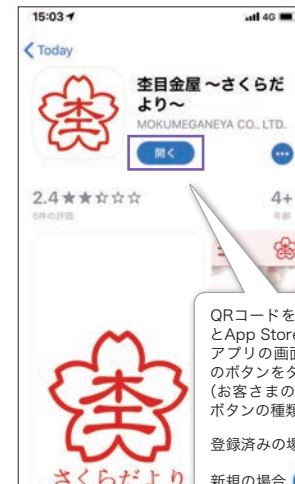 15:03
4G
Today
杢目金屋 〜さくらだ
より〜
MOKUMEGANEYA CO., LTD.
開く
2.4
4+
5件の評価
年齢
杢
さくらだより
QRコードを
とApp Store
アプリの画面
のボタンをタ
(お客さまの
ボタンの種類
登録済みの場
新規の場合